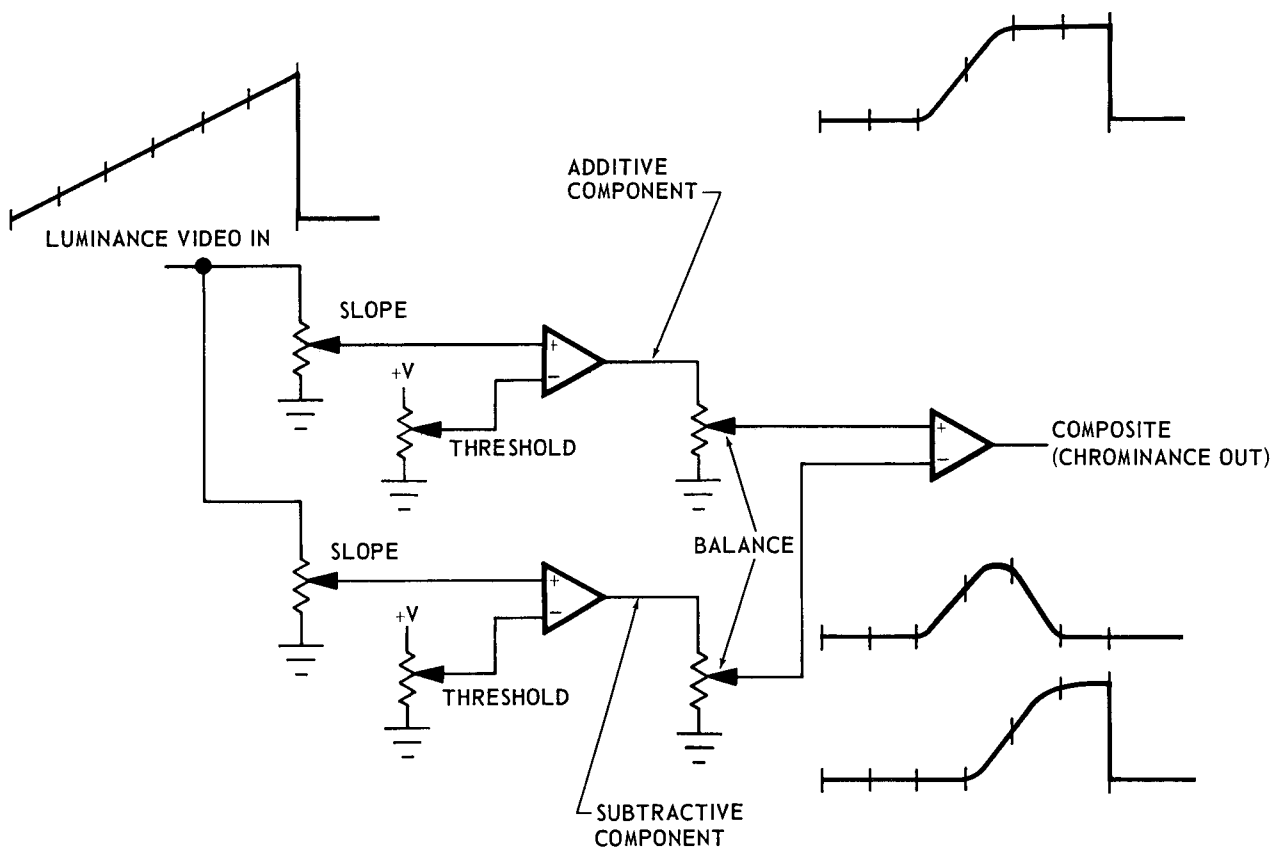 ADDITIVE
COMPONENT
LUMINANCE VIDEO IN
SLOPE
+
−
+V
THRESHOLD
+
−
COMPOSITE
(CHROMINANCE OUT)
BALANCE
SLOPE
+
−
+V
THRESHOLD
SUBTRACTIVE
COMPONENT